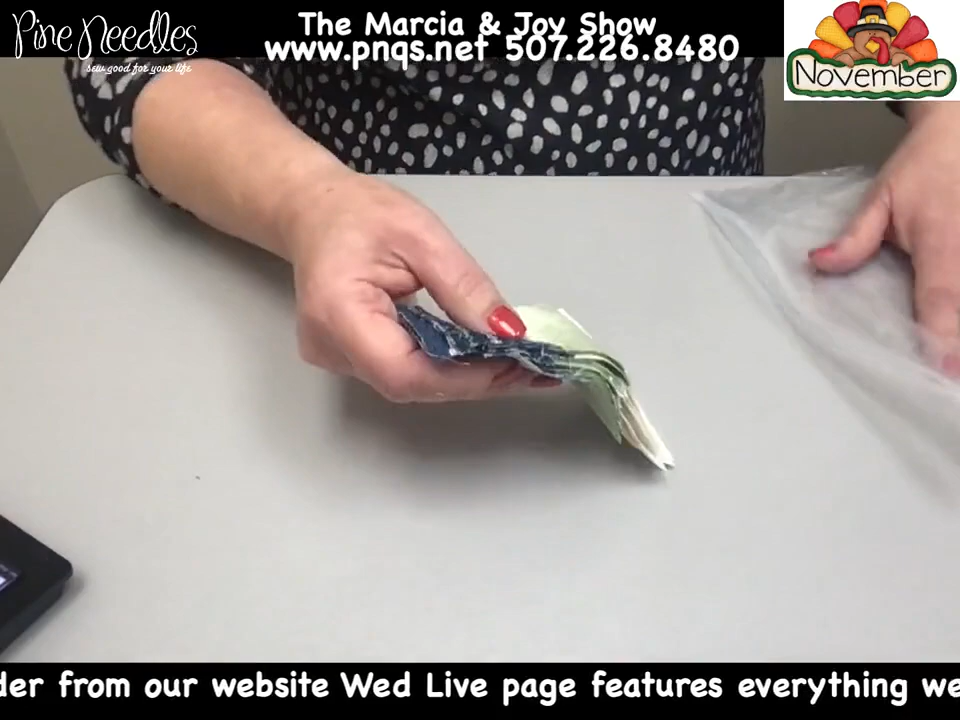 Pine Needles
sew good for your life
The Marcia & Joy Show
www.pnqs.net 507.226.8480
November
der from our website Wed Live page features everything we